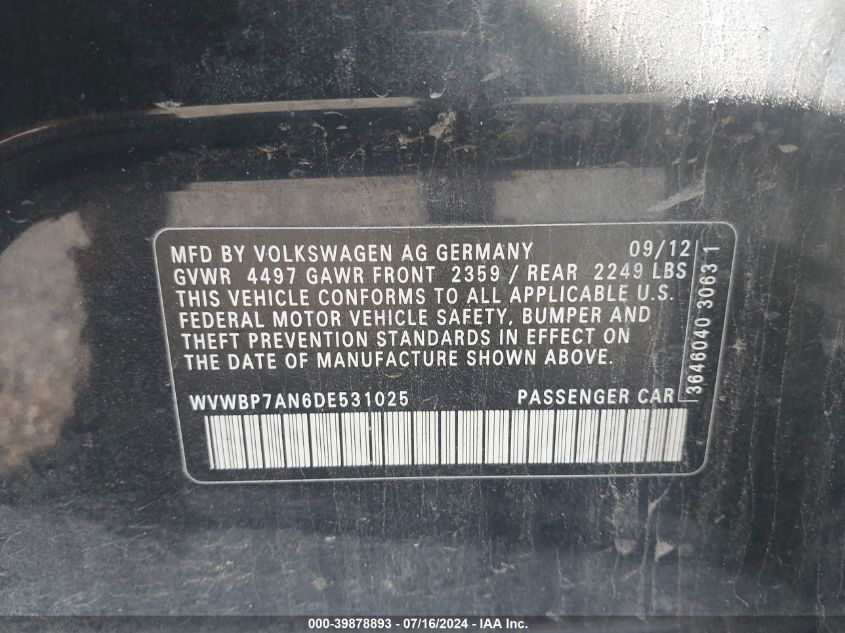 MFD BY VOLKSWAGEN AG GERMANY 09/12
GVWR 4497 GAWR FRONT 2359 / REAR 2249 LBS
THIS VEHICLE CONFORMS TO ALL APPLICABLE U.S.
FEDERAL MOTOR VEHICLE SAFETY, BUMPER AND
THEFT PREVENTION STANDARDS IN EFFECT ON
THE DATE OF MANUFACTURE SHOWN ABOVE.
WVWBP7AN6DE531025 PASSENGER CAR
3646040 3063 1
000-39878893 - 07/16/2024 - IAA Inc.